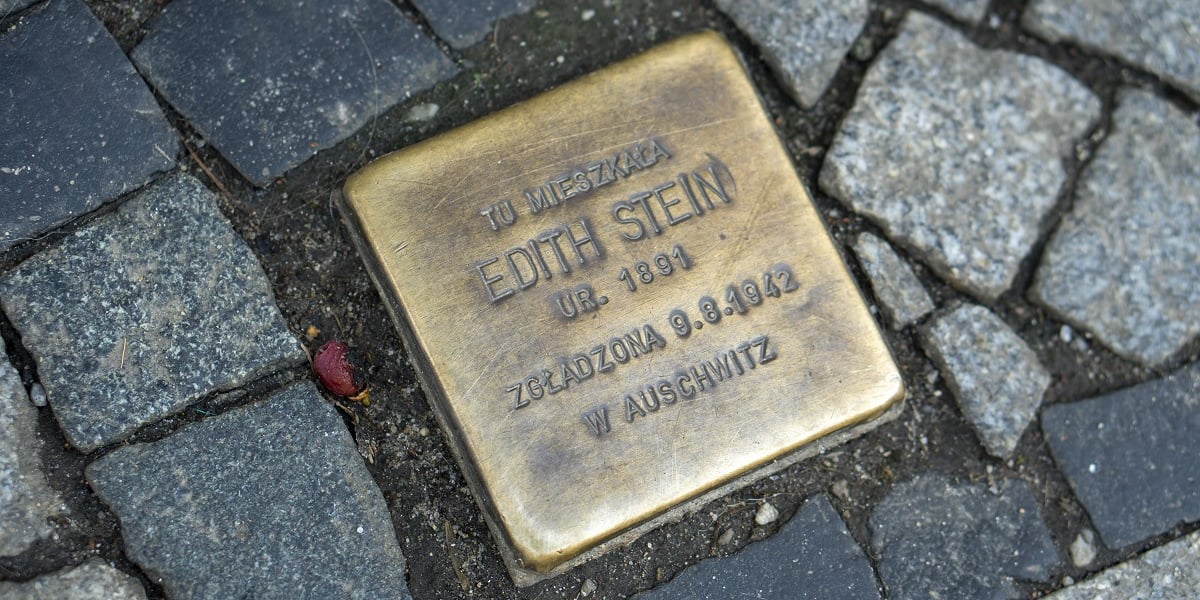 TU MIESZKAŁA
EDITH STEIN
UR. 1891
ZGŁADZONA 9.8.1942
W AUSCHWITZ